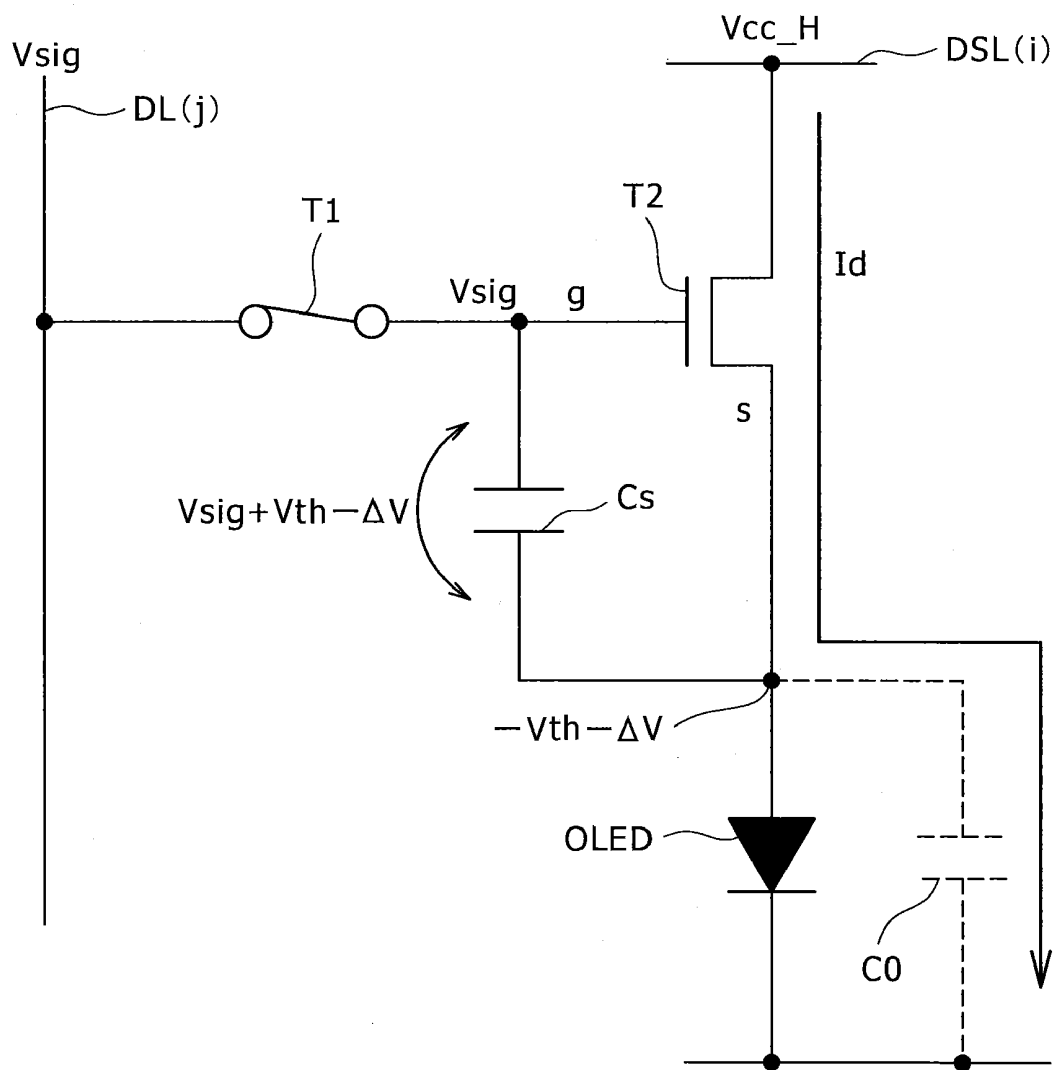 Vcc_H
DSL(i)
Vsig
DL(j)
T1
T2
Id
Vsig
g
s
Vsig+Vth−ΔV
Cs
−Vth−ΔV
OLED
C0